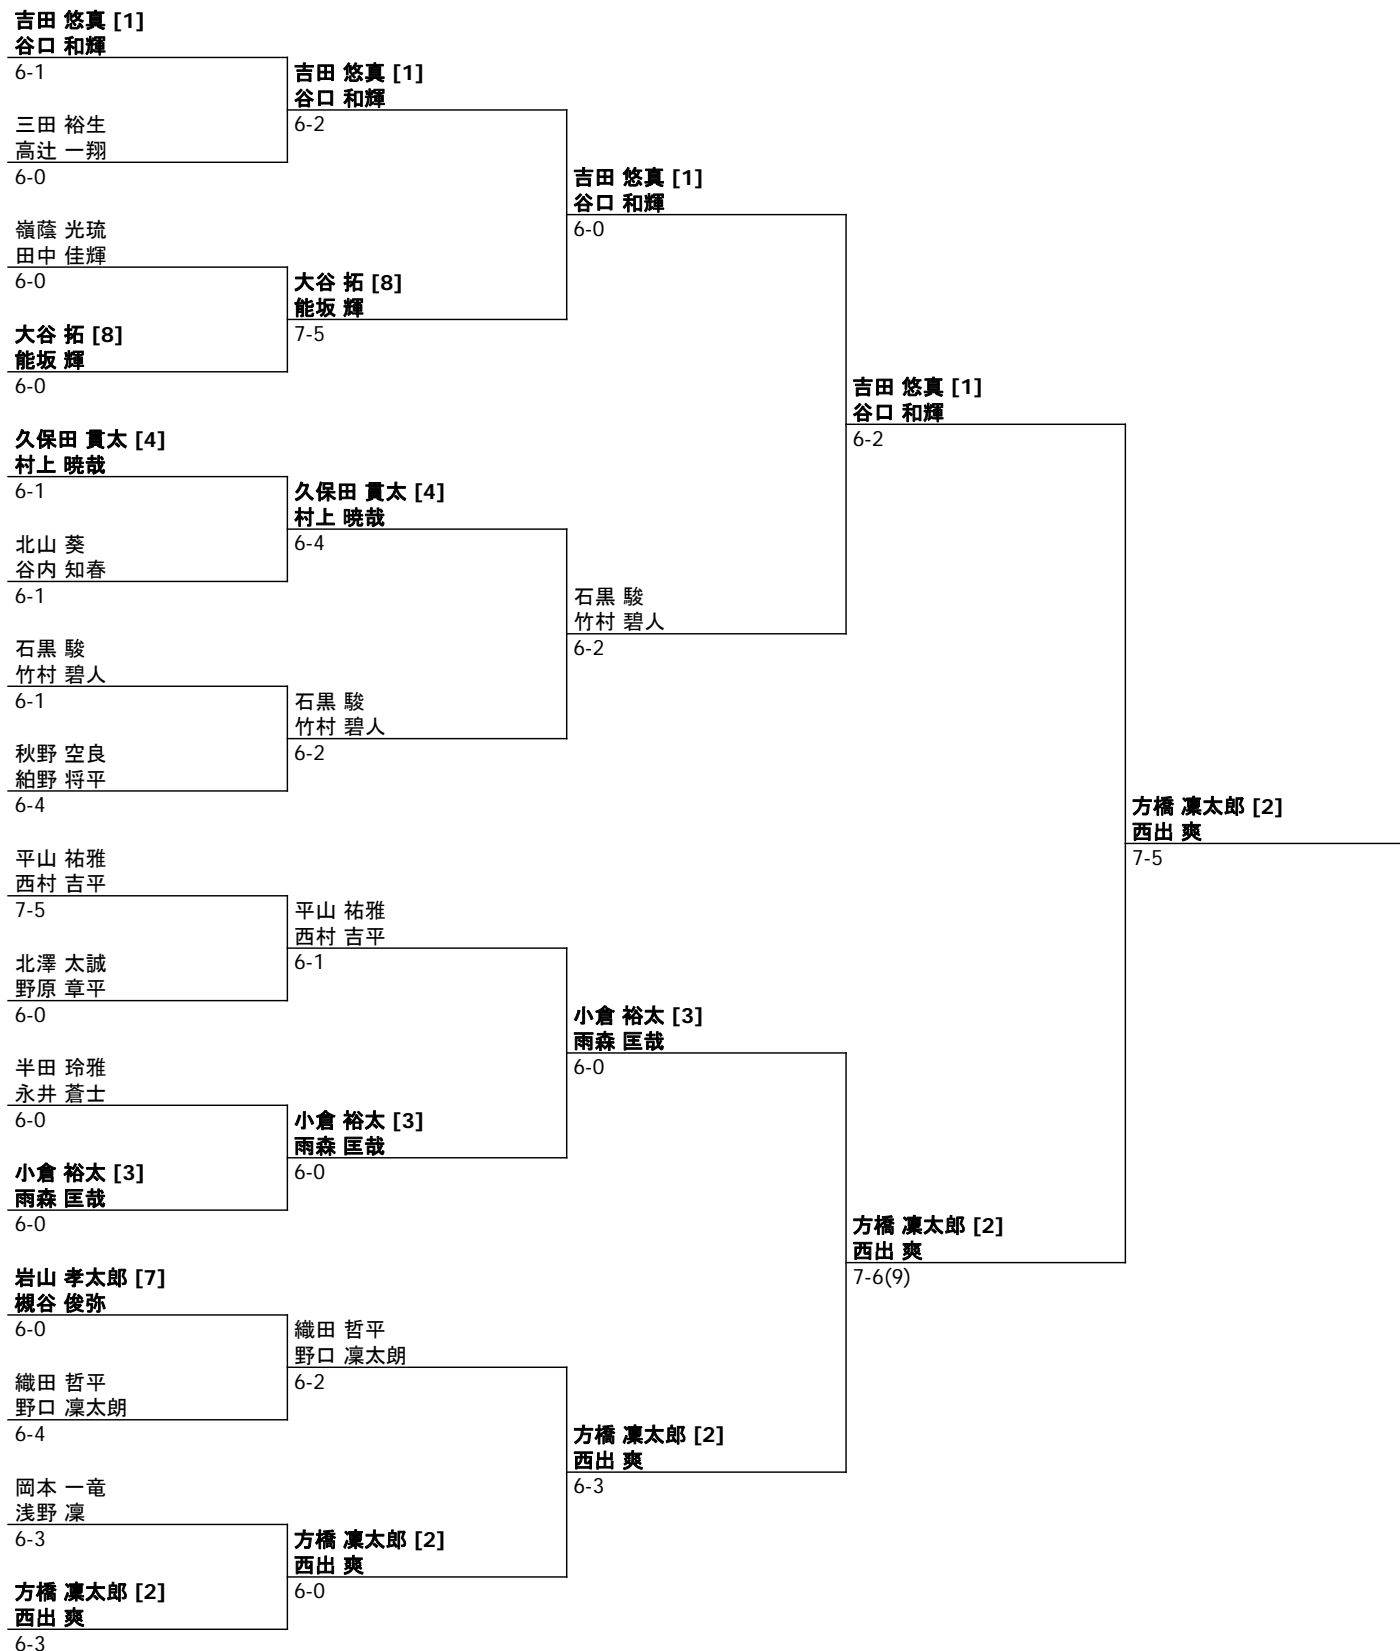 吉田 悠真 [1]
谷口 和輝
6-1
三田 裕生
高辻 一翔
6-0
嶺蔭 光琉
田中 佳輝
6-0
大谷 拓 [8]
能坂 輝
6-0
久保田 貫太 [4]
村上 暁哉
6-1
北山 葵
谷内 知春
6-1
石黒 駿
竹村 碧人
6-1
秋野 空良
紺野 将平
6-4
平山 祐雅
西村 吉平
7-5
北澤 太誠
野原 章平
6-0
半田 玲雅
永井 蒼士
6-0
小倉 裕太 [3]
雨森 匡哉
6-0
岩山 孝太郎 [7]
槻谷 俊弥
6-0
織田 哲平
野口 凜太朗
6-4
岡本 一竜
浅野 凜
6-3
方橋 凜太郎 [2]
西出 爽
6-3
吉田 悠真 [1]
谷口 和輝
6-2
大谷 拓 [8]
能坂 輝
7-5
久保田 貫太 [4]
村上 暁哉
6-4
石黒 駿
竹村 碧人
6-2
平山 祐雅
西村 吉平
6-1
小倉 裕太 [3]
雨森 匡哉
6-0
織田 哲平
野口 凜太朗
6-2
方橋 凜太郎 [2]
西出 爽
6-0
吉田 悠真 [1]
谷口 和輝
6-0
石黒 駿
竹村 碧人
6-2
小倉 裕太 [3]
雨森 匡哉
6-0
方橋 凜太郎 [2]
西出 爽
6-3
吉田 悠真 [1]
谷口 和輝
6-2
方橋 凜太郎 [2]
西出 爽
7-6(9)
方橋 凜太郎 [2]
西出 爽
7-5